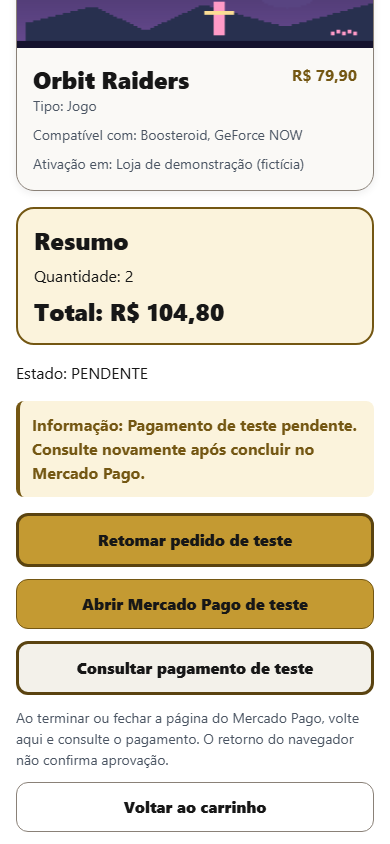 Orbit Raiders
R$ 79,90
Tipo: Jogo
Compatível com: Boosteroid, GeForce NOW
Ativação em: Loja de demonstração (fictícia)
Resumo
Quantidade: 2
Total: R$ 104,80
Estado: PENDENTE
Informação: Pagamento de teste pendente.
Consulte novamente após concluir no
Mercado Pago.
Retomar pedido de teste
Abrir Mercado Pago de teste
Consultar pagamento de teste
Ao terminar ou fechar a página do Mercado Pago, volte
aqui e consulte o pagamento. O retorno do navegador
não confirma aprovação.
Voltar ao carrinho